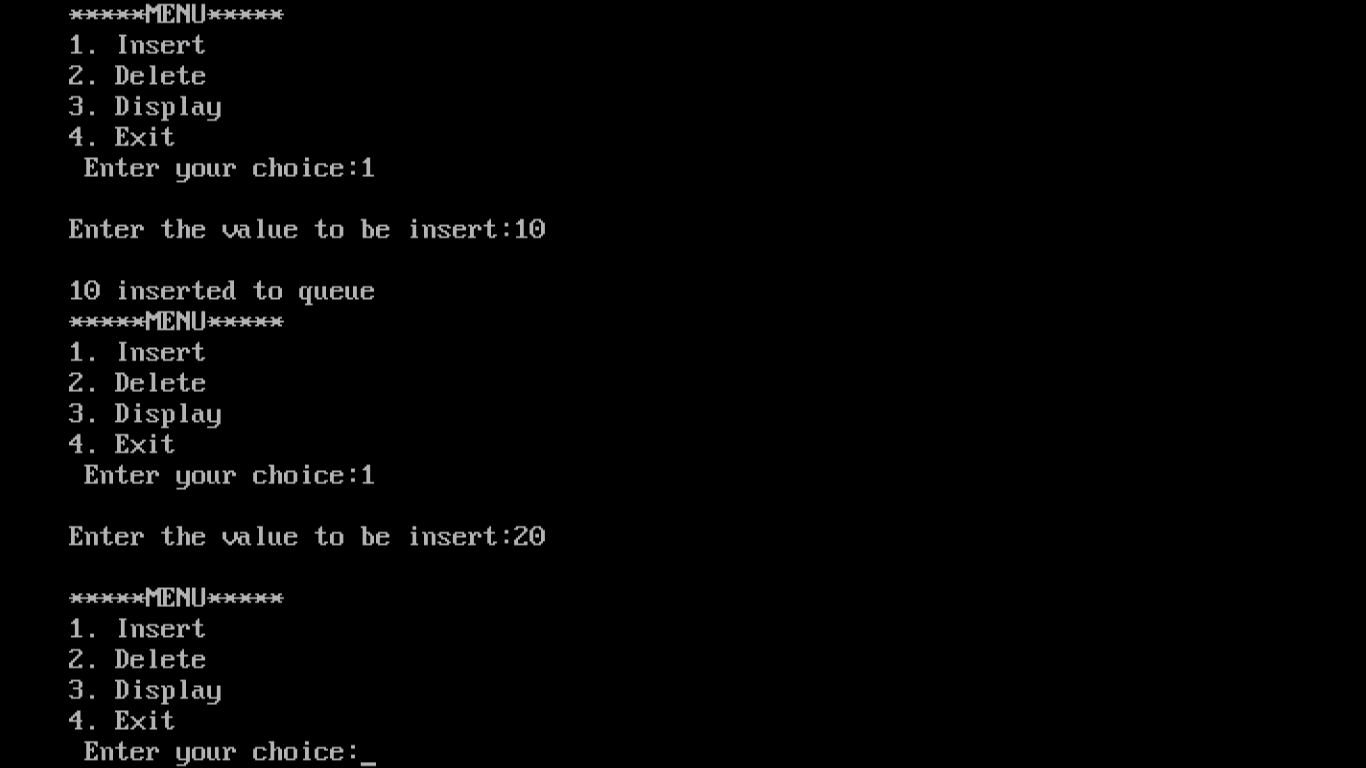 *****MENU*****
1. Insert
2. Delete
3. Display
4. Exit
Enter your choice:1
Enter the value to be insert:10
10 inserted to queue
*****MENU*****
1. Insert
2. Delete
3. Display
4. Exit
Enter your choice:1
Enter the value to be insert:20
*****MENU*****
1. Insert
2. Delete
3. Display
4. Exit
Enter your choice:_